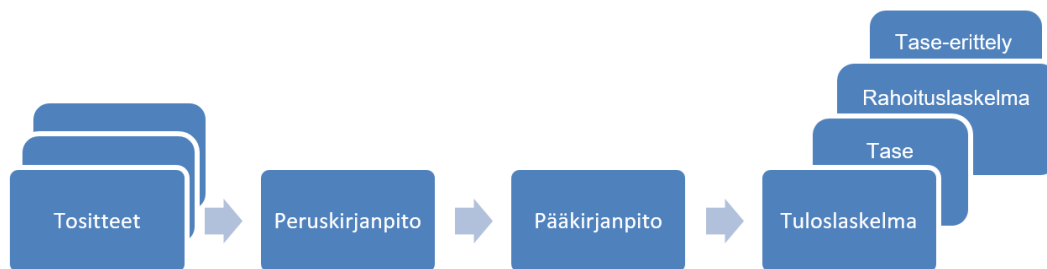 Tase-erittely
Rahoituslaskelma
Tase
Tositteet
Peruskirjanpito
Pääkirjanpito
Tuloslaskelma